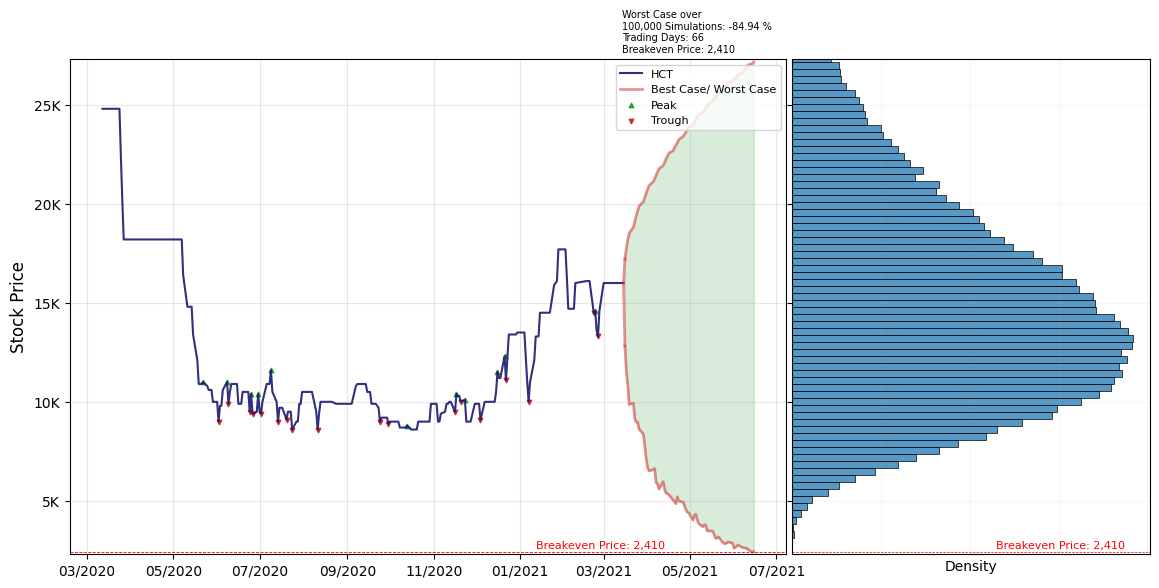 Worst Case over
100,000 Simulations: -84.94 %
Trading Days: 66
Breakeven Price: 2,410
HCT
Best Case/ Worst Case
Peak
Trough
Stock Price
25K
20K
15K
10K
5K
Breakeven Price: 2,410
Breakeven Price: 2,410
03/2020 05/2020 07/2020 09/2020 11/2020 01/2021 03/2021 05/2021 07/2021
Density